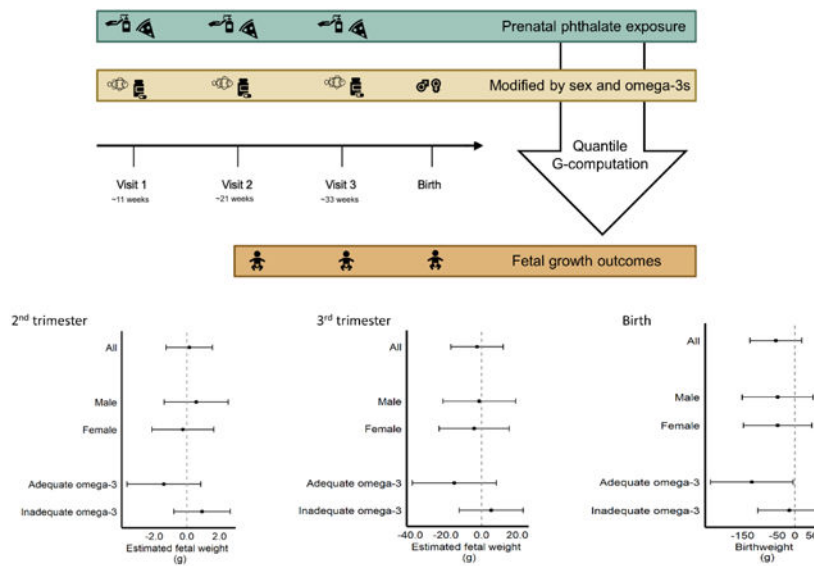 Prenatal phthalate exposure
Modified by sex and omega-3s
Quantile
G-computation
Visit 1
~11 weeks
Visit 2
~21 weeks
Visit 3
~33 weeks
Birth
Fetal growth outcomes
2nd trimester
All
Male
Female
Adequate omega-3
Inadequate omega-3
-2.0 0.0 2.0
Estimated fetal weight
(g)
3rd trimester
All
Male
Female
Adequate omega-3
Inadequate omega-3
-40.0 -20.0 0.0 20.0
Estimated fetal weight
(g)
Birth
All
Male
Female
Adequate omega-3
Inadequate omega-3
-150 -50 0 50
Birthweight
(g)